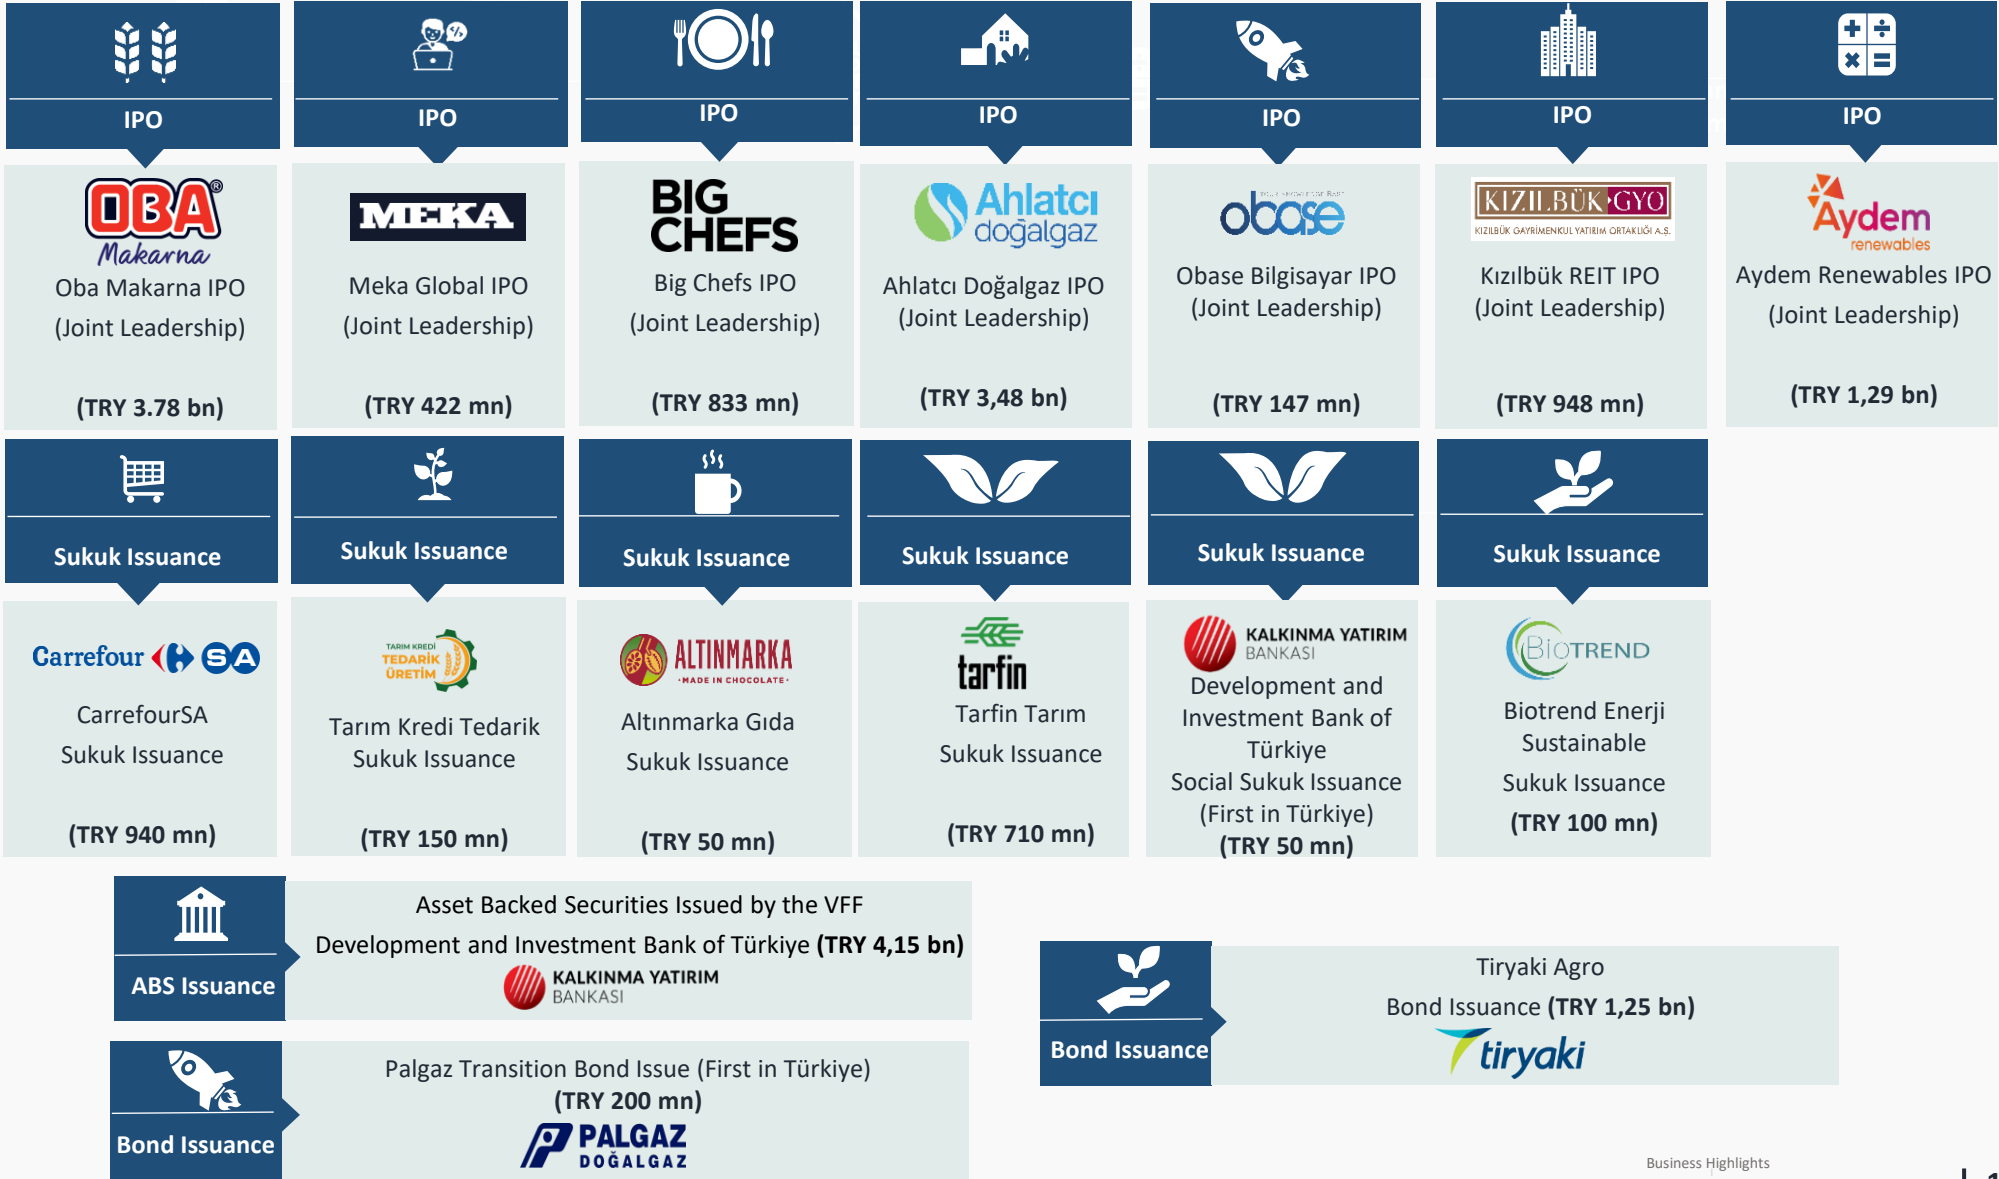 IPO
OBA®
Makarna
Oba Makarna IPO
(Joint Leadership)
(TRY 3.78 bn)
IPO
MEKA
Meka Global IPO
(Joint Leadership)
(TRY 422 mn)
IPO
BIG
CHEFS
Big Chefs IPO
(Joint Leadership)
(TRY 833 mn)
IPO
Ahlatcı
doğalgaz
Ahlatcı Doğalgaz IPO
(Joint Leadership)
(TRY 3,48 bn)
IPO
YOUR KNOWLEDGE BASE
obase
Obase Bilgisayar IPO
(Joint Leadership)
(TRY 147 mn)
IPO
KIZILBÜK GYO
KIZILBÜK GAYRİMENKUL YATIRIM ORTAKLIĞI A.Ş.
Kızılbük REIT IPO
(Joint Leadership)
(TRY 948 mn)
IPO
Aydem
renewables
Aydem Renewables IPO
(Joint Leadership)
(TRY 1,29 bn)
Sukuk Issuance
Carrefour SA
CarrefourSA
Sukuk Issuance
(TRY 940 mn)
Sukuk Issuance
TARIM KREDİ
TEDARİK
ÜRETİM
Tarım Kredi Tedarik
Sukuk Issuance
(TRY 150 mn)
Sukuk Issuance
ALTINMARKA
·MADE IN CHOCOLATE·
Altınmarka Gıda
Sukuk Issuance
(TRY 50 mn)
Sukuk Issuance
tarfin
Tarfin Tarım
Sukuk Issuance
(TRY 710 mn)
Sukuk Issuance
KALKINMA YATIRIM
BANKASI
Development and
Investment Bank of
Türkiye
Social Sukuk Issuance
(First in Türkiye)
(TRY 50 mn)
Sukuk Issuance
BIOTREND
Biotrend Enerji
Sustainable
Sukuk Issuance
(TRY 100 mn)
ABS Issuance
Asset Backed Securities Issued by the VFF
Development and Investment Bank of Türkiye (TRY 4,15 bn)
KALKINMA YATIRIM
BANKASI
Bond Issuance
Tiryaki Agro
Bond Issuance (TRY 1,25 bn)
tiryaki
Bond Issuance
Palgaz Transition Bond Issue (First in Türkiye)
(TRY 200 mn)
PALGAZ
DOĞALGAZ
Business Highlights